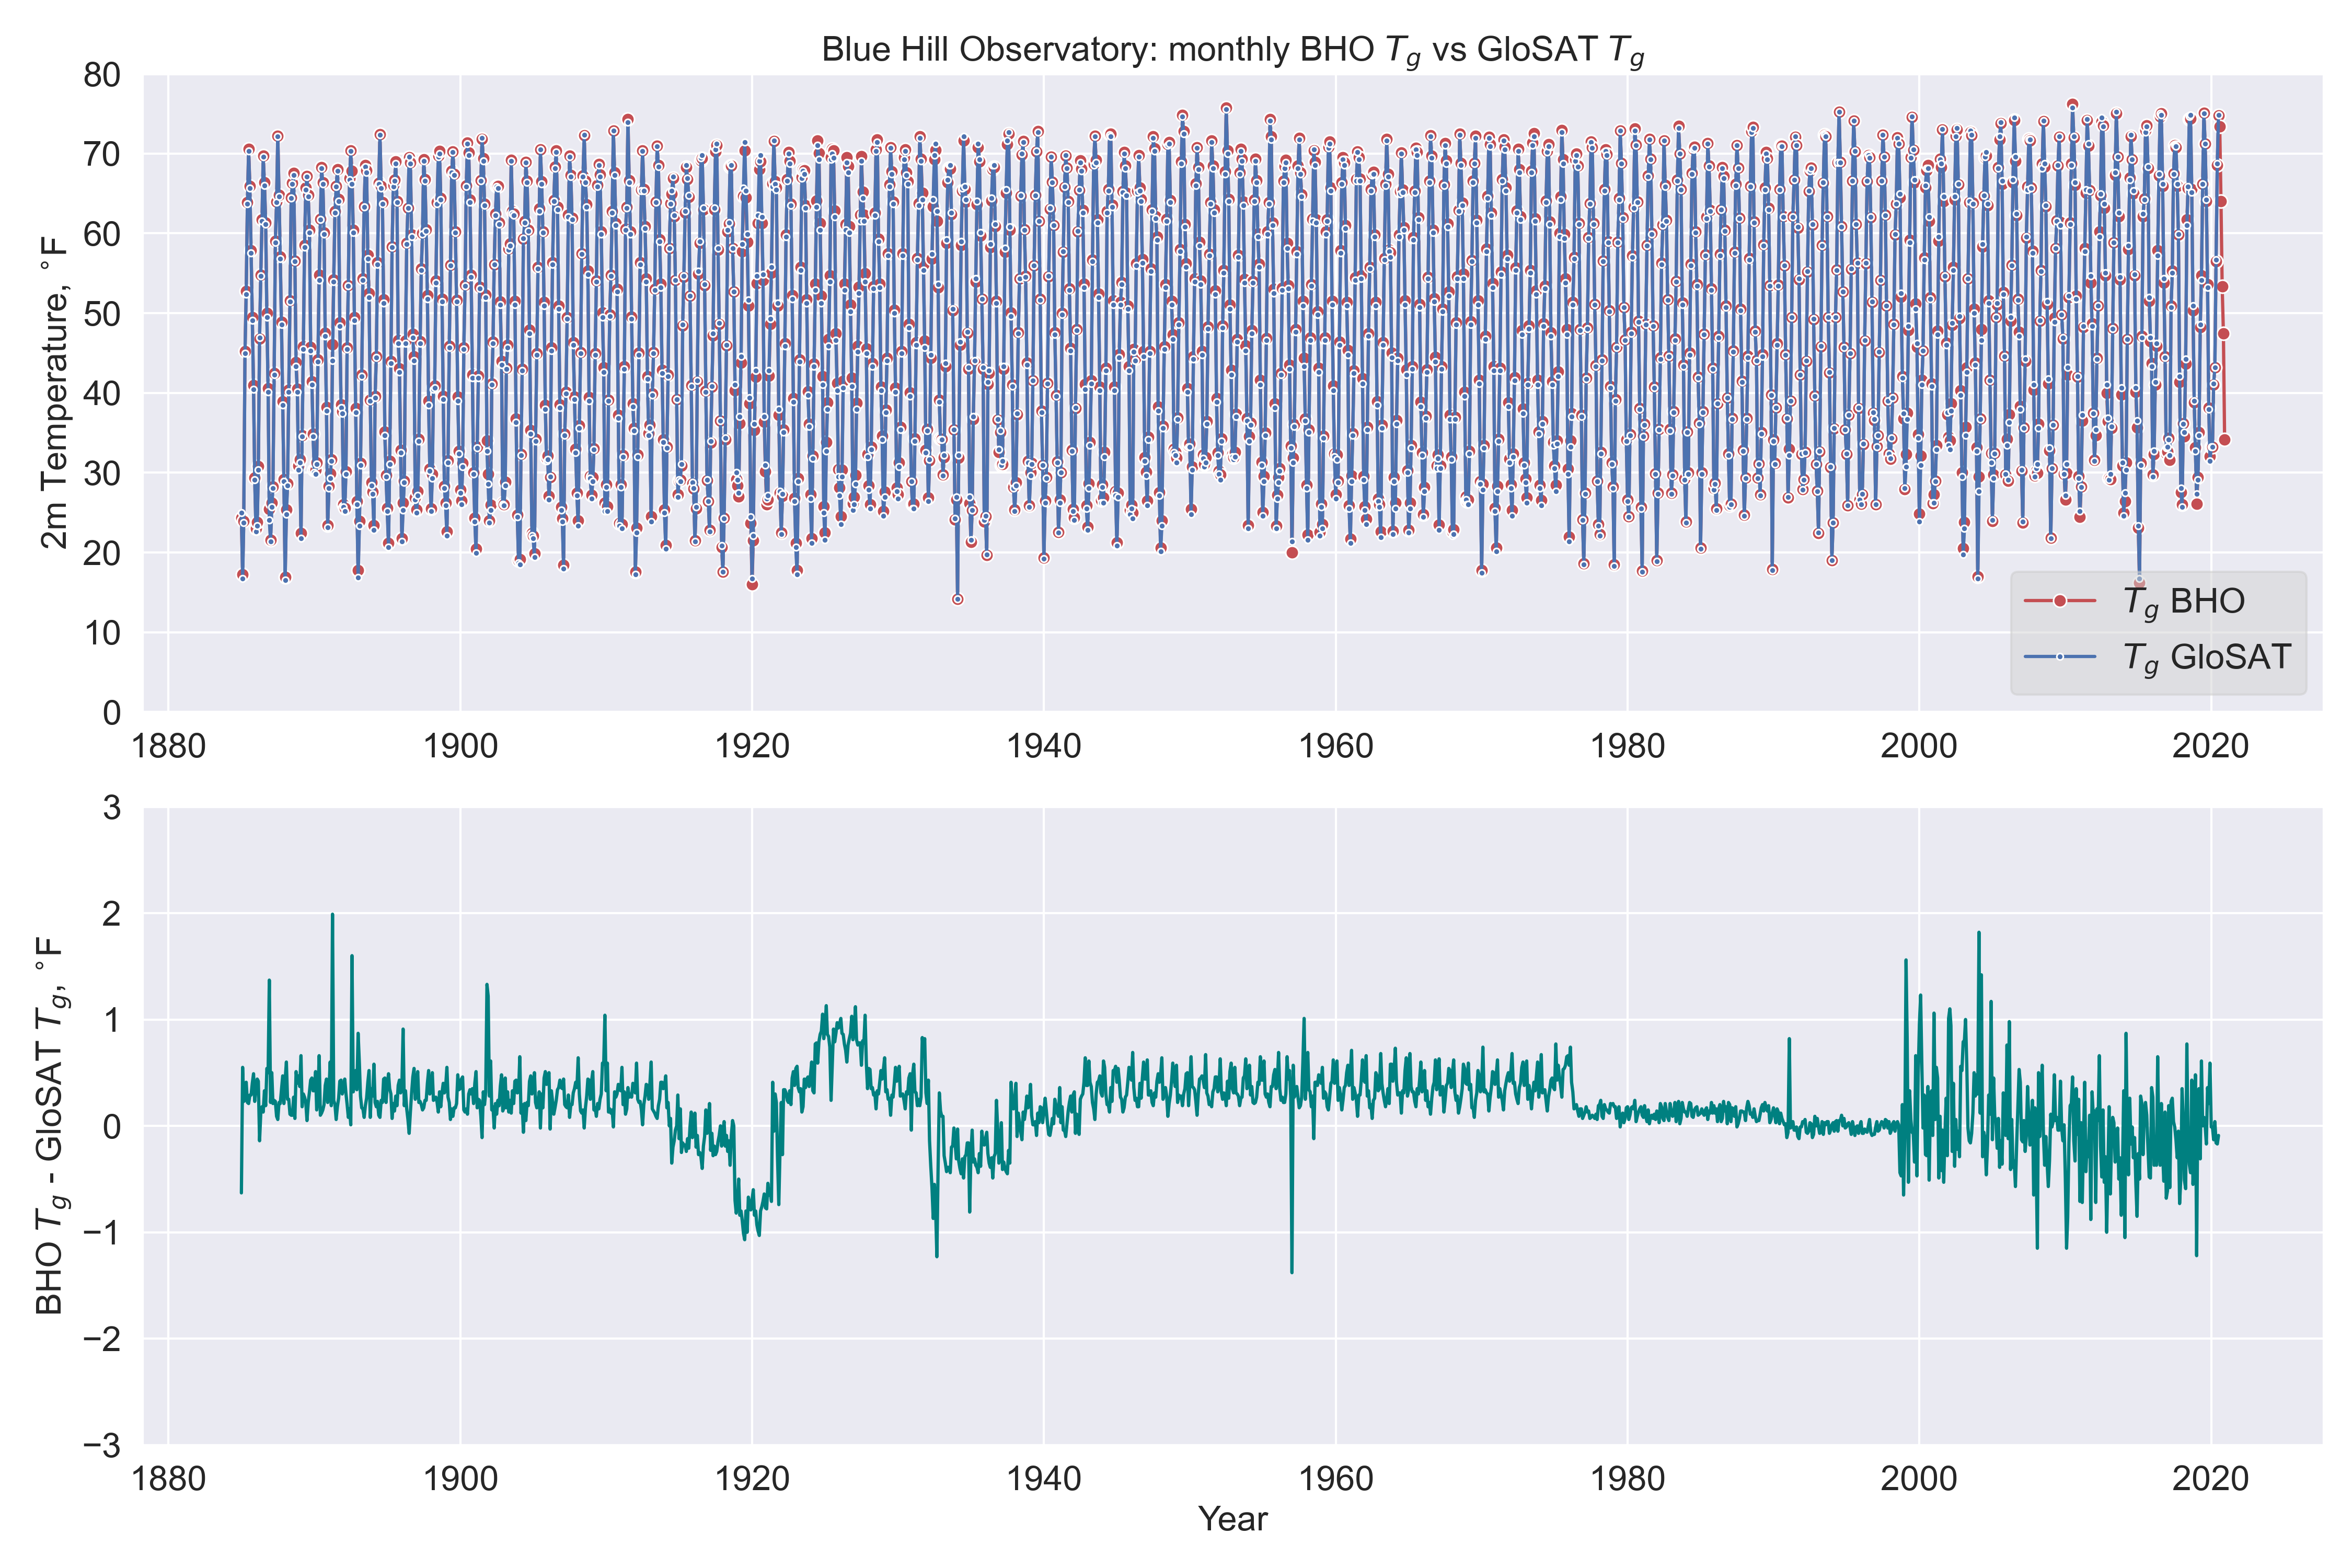 Blue Hill Observatory: monthly BHO Tg vs GloSAT Tg
2m Temperature, °F
80
70
60
50
40
30
20
10
0
Tg BHO
Tg GloSAT
1880 1900 1920 1940 1960 1980 2000 2020
BHO Tg - GloSAT Tg, °F
3
2
1
0
−1
−2
−3
1880 1900 1920 1940 1960 1980 2000 2020
Year